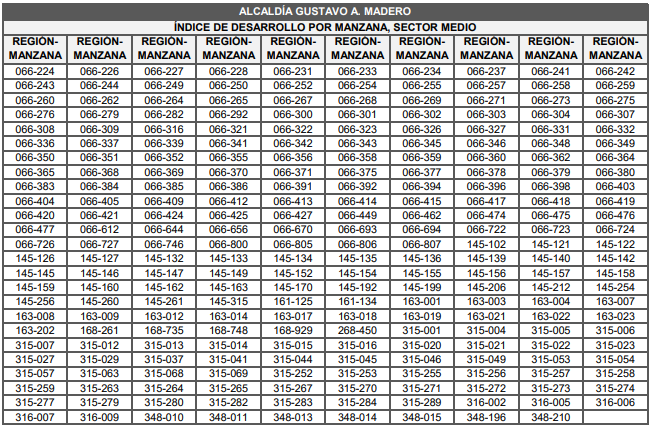 ALCALDÍA GUSTAVO A. MADERO
ÍNDICE DE DESARROLLO POR MANZANA, SECTOR MEDIO
REGIÓN-MANZANA REGIÓN-MANZANA REGIÓN-MANZANA REGIÓN-MANZANA REGIÓN-MANZANA REGIÓN-MANZANA REGIÓN-MANZANA REGIÓN-MANZANA REGIÓN-MANZANA REGIÓN-MANZANA
066-224 066-226 066-227 066-228 066-231 066-233 066-234 066-237 066-241 066-242
066-243 066-244 066-249 066-250 066-252 066-254 066-255 066-257 066-258 066-259
066-260 066-262 066-264 066-265 066-267 066-268 066-269 066-271 066-273 066-275
066-276 066-279 066-282 066-292 066-300 066-301 066-302 066-303 066-304 066-307
066-308 066-309 066-316 066-321 066-322 066-323 066-326 066-327 066-331 066-332
066-336 066-337 066-339 066-341 066-342 066-343 066-345 066-346 066-348 066-349
066-350 066-351 066-352 066-355 066-356 066-358 066-359 066-360 066-362 066-364
066-365 066-368 066-369 066-370 066-371 066-375 066-377 066-378 066-379 066-380
066-383 066-384 066-385 066-386 066-391 066-392 066-394 066-396 066-398 066-403
066-404 066-405 066-409 066-412 066-413 066-414 066-415 066-417 066-418 066-419
066-420 066-421 066-424 066-425 066-427 066-449 066-462 066-474 066-475 066-476
066-477 066-612 066-644 066-656 066-670 066-693 066-694 066-722 066-723 066-724
066-726 066-727 066-746 066-800 066-805 066-806 066-807 145-102 145-121 145-122
145-126 145-127 145-132 145-133 145-134 145-135 145-136 145-139 145-140 145-142
145-145 145-146 145-147 145-149 145-152 145-154 145-155 145-156 145-157 145-158
145-159 145-160 145-162 145-163 145-170 145-192 145-199 145-206 145-212 145-254
145-256 145-260 145-261 145-315 161-125 161-134 163-001 163-003 163-004 163-007
163-008 163-009 163-012 163-014 163-017 163-018 163-019 163-021 163-022 163-023
163-202 168-261 168-735 168-748 168-929 268-450 315-001 315-004 315-005 315-006
315-007 315-012 315-013 315-014 315-015 315-016 315-020 315-021 315-022 315-023
315-027 315-029 315-037 315-041 315-044 315-045 315-046 315-049 315-053 315-054
315-057 315-063 315-068 315-069 315-252 315-253 315-255 315-256 315-257 315-258
315-259 315-263 315-264 315-265 315-267 315-270 315-271 315-272 315-273 315-274
315-277 315-279 315-280 315-282 315-283 315-284 315-289 316-002 316-005 316-006
316-007 316-009 348-010 348-011 348-013 348-014 348-015 348-196 348-210